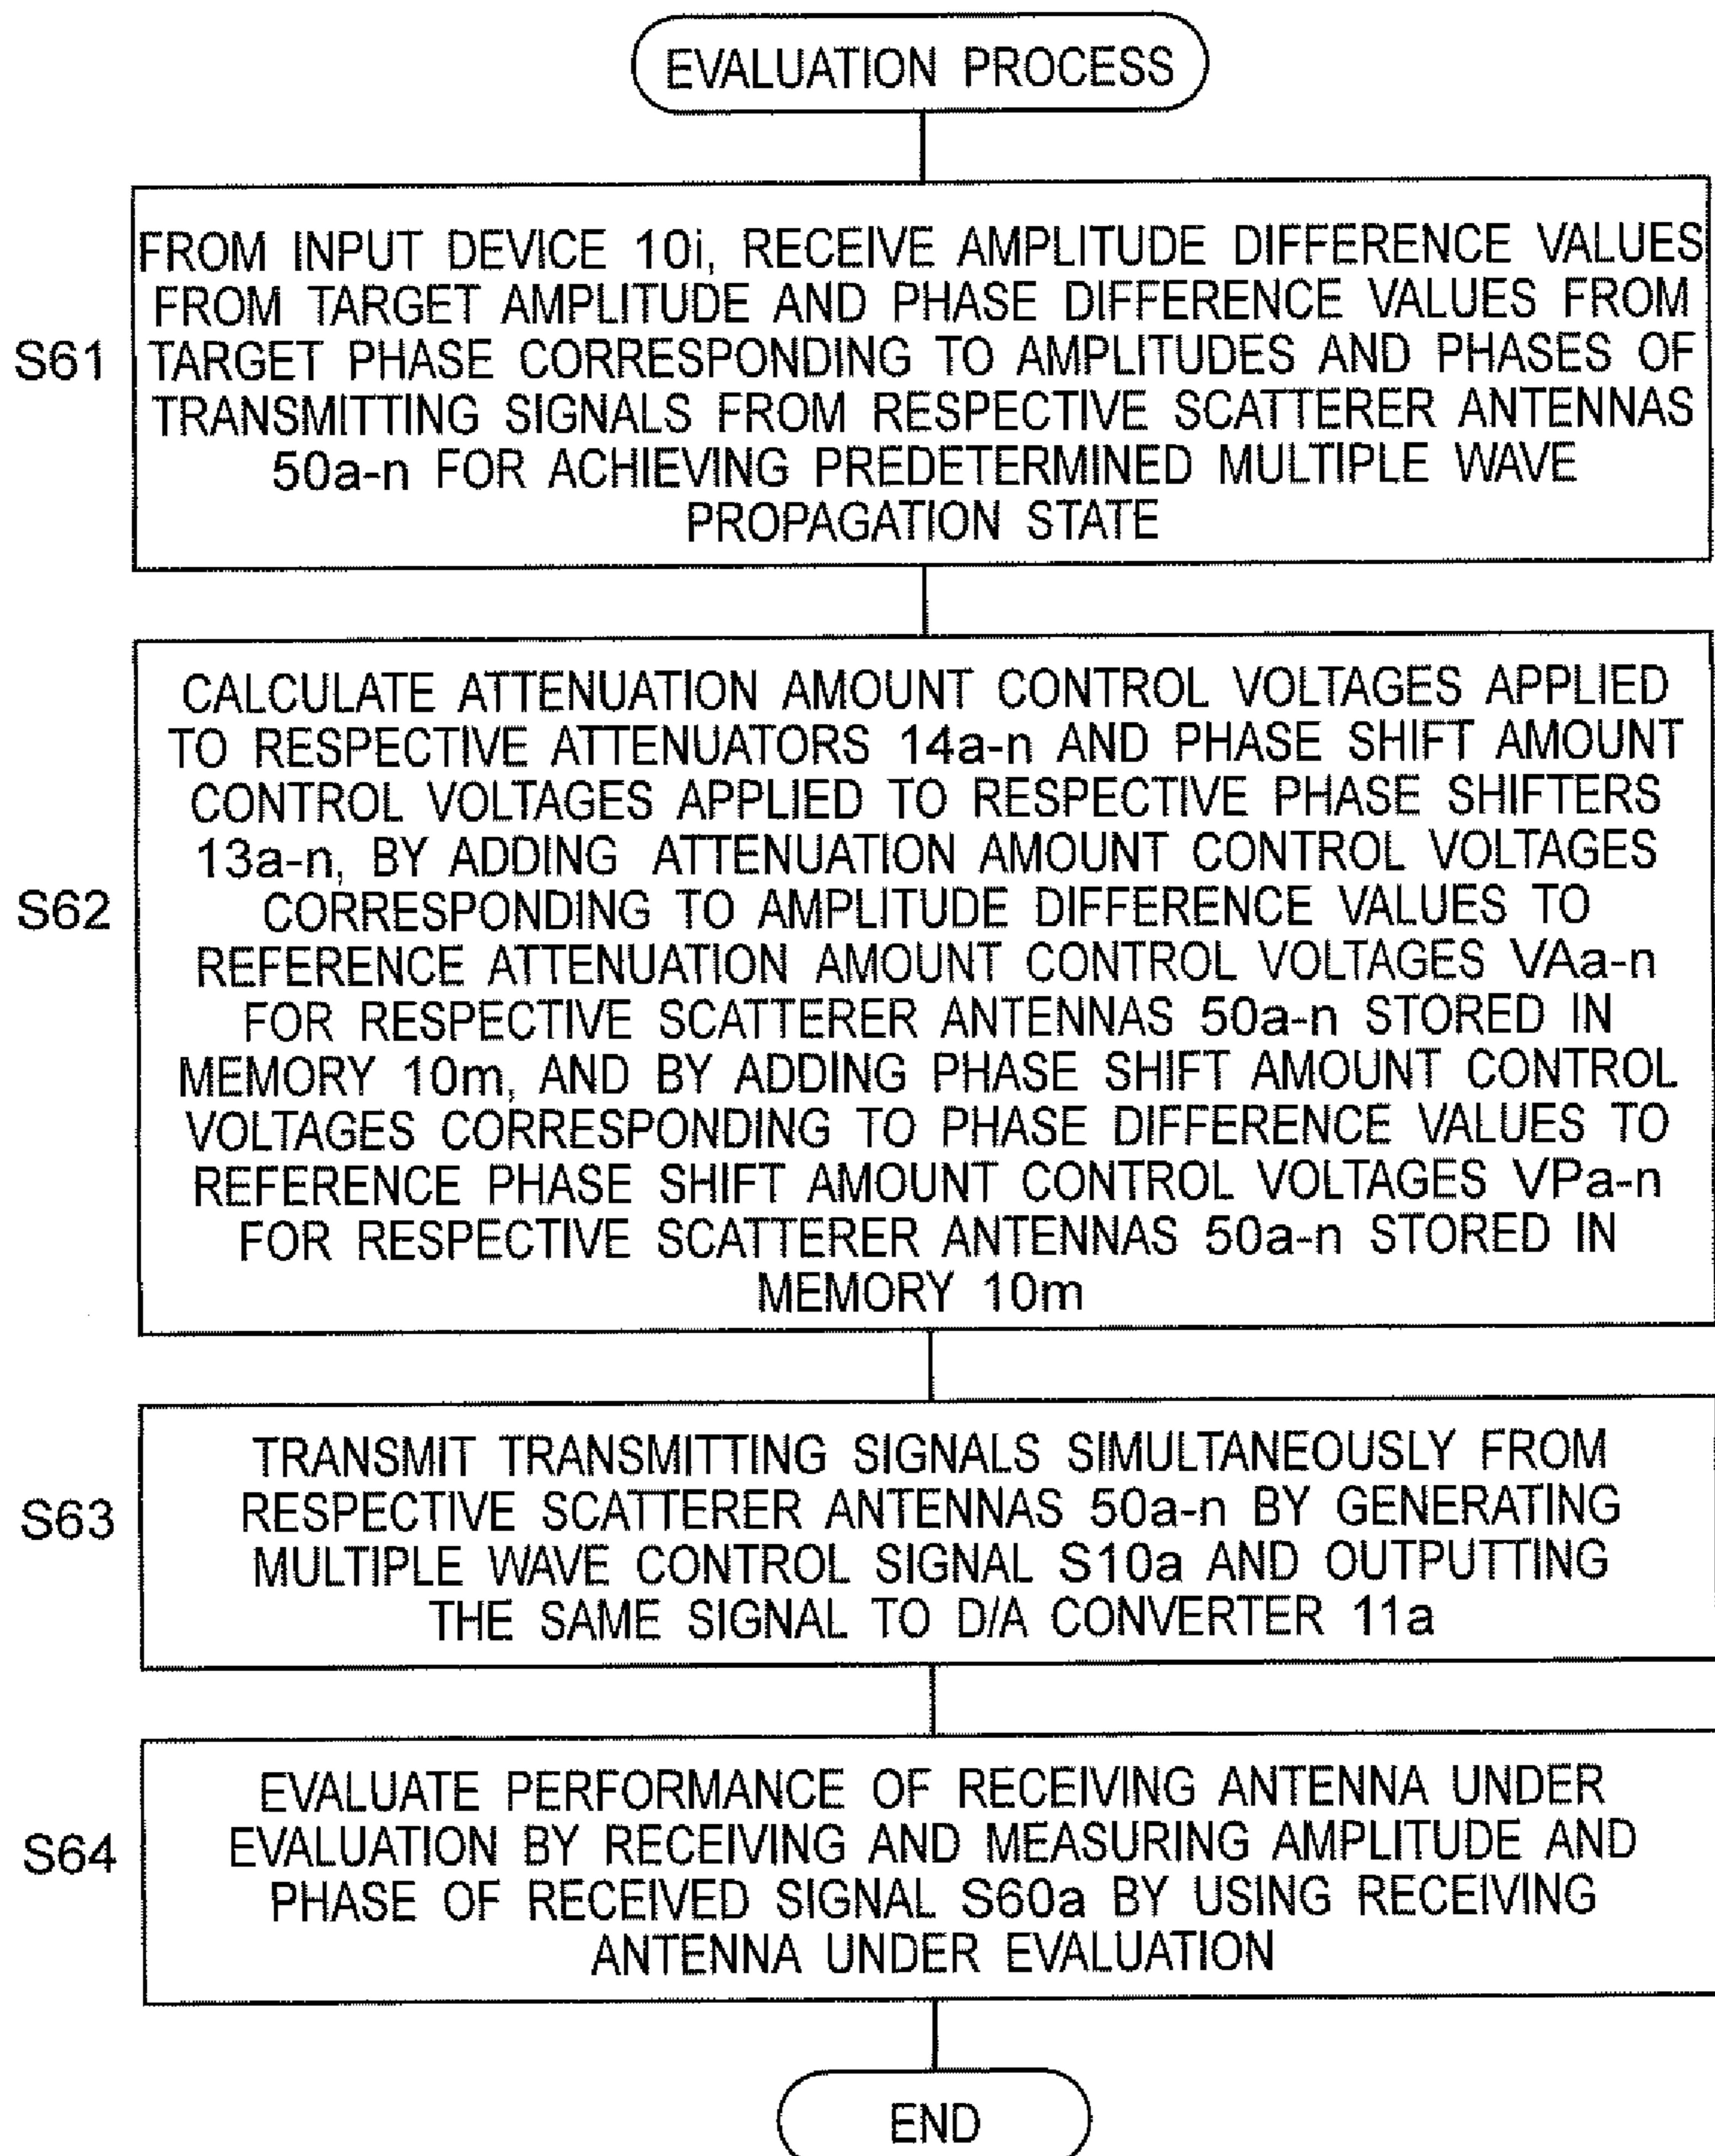 EVALUATION PROCESS
S61
FROM INPUT DEVICE 10i, RECEIVE AMPLITUDE DIFFERENCE VALUES
FROM TARGET AMPLITUDE AND PHASE DIFFERENCE VALUES FROM
TARGET PHASE CORRESPONDING TO AMPLITUDES AND PHASES OF
TRANSMITTING SIGNALS FROM RESPECTIVE SCATTERER ANTENNAS
50a-n FOR ACHIEVING PREDETERMINED MULTIPLE WAVE
PROPAGATION STATE
S62
CALCULATE ATTENUATION AMOUNT CONTROL VOLTAGES APPLIED
TO RESPECTIVE ATTENUATORS 14a-n AND PHASE SHIFT AMOUNT
CONTROL VOLTAGES APPLIED TO RESPECTIVE PHASE SHIFTERS
13a-n, BY ADDING ATTENUATION AMOUNT CONTROL VOLTAGES
CORRESPONDING TO AMPLITUDE DIFFERENCE VALUES TO
REFERENCE ATTENUATION AMOUNT CONTROL VOLTAGES VAa-n
FOR RESPECTIVE SCATTERER ANTENNAS 50a-n STORED IN
MEMORY 10m, AND BY ADDING PHASE SHIFT AMOUNT CONTROL
VOLTAGES CORRESPONDING TO PHASE DIFFERENCE VALUES TO
REFERENCE PHASE SHIFT AMOUNT CONTROL VOLTAGES VPa-n
FOR RESPECTIVE SCATTERER ANTENNAS 50a-n STORED IN
MEMORY 10m
S63
TRANSMIT TRANSMITTING SIGNALS SIMULTANEOUSLY FROM
RESPECTIVE SCATTERER ANTENNAS 50a-n BY GENERATING
MULTIPLE WAVE CONTROL SIGNAL S10a AND OUTPUTTING
THE SAME SIGNAL TO D/A CONVERTER 11a
S64
EVALUATE PERFORMANCE OF RECEIVING ANTENNA UNDER
EVALUATION BY RECEIVING AND MEASURING AMPLITUDE AND
PHASE OF RECEIVED SIGNAL S60a BY USING RECEIVING
ANTENNA UNDER EVALUATION
END